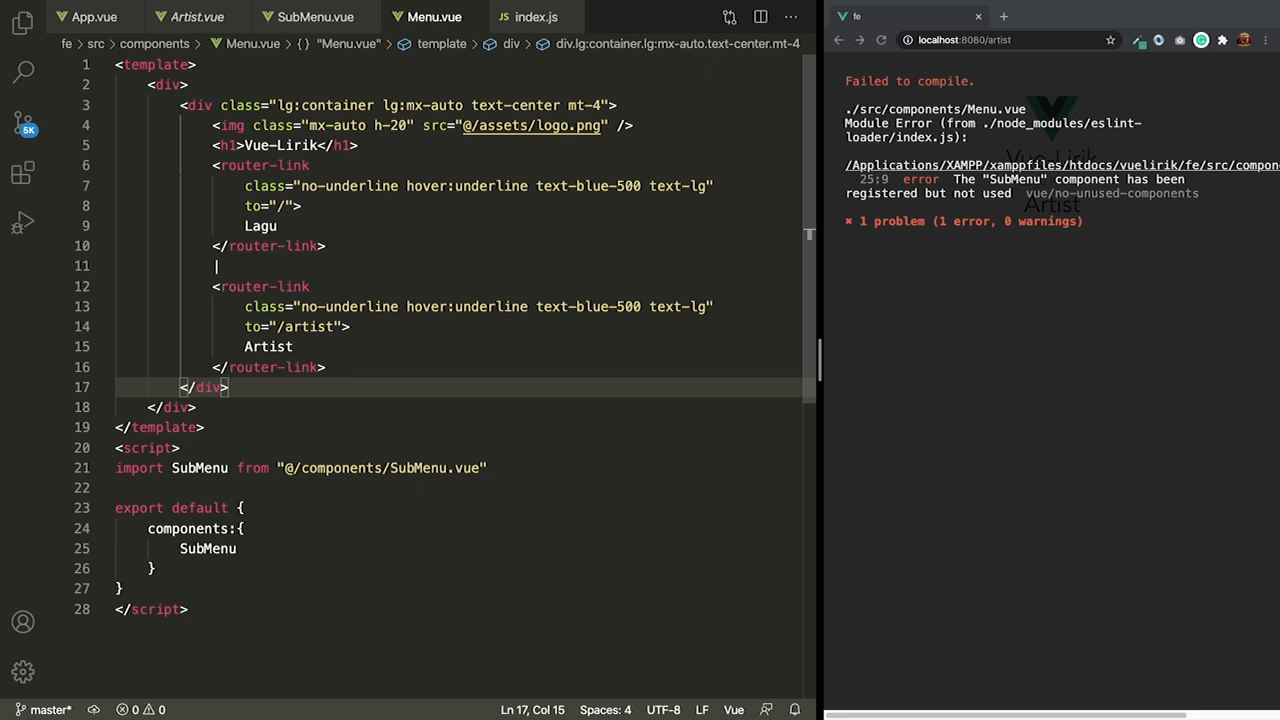 App.vue
Artist.vue
SubMenu.vue
Menu.vue
JS index.js
fe
fe > src > components > Menu.vue > {} "Menu.vue" > template > div > div.lg:container.lg:mx-auto.text-center.mt-4
localhost:8080/artist
5K
1 <template>
2 <div>
3 <div class="lg:container lg:mx-auto text-center mt-4">
4 <img class="mx-auto h-20" src="@/assets/logo.png" />
5 <h1>Vue-Lirik</h1>
6 <router-link
7 class="no-underline hover:underline text-blue-500 text-lg"
8 to="/">
9 Lagu
10 </router-link>
11 |
12 <router-link
13 class="no-underline hover:underline text-blue-500 text-lg"
14 to="/artist">
15 Artist
16 </router-link>
17 </div>
18 </div>
19 </template>
20 <script>
21 import SubMenu from "@/components/SubMenu.vue"
22
23 export default {
24 components:{
25 SubMenu
26 }
27 }
28 </script>
Failed to compile.
./src/components/Menu.vue
Module Error (from ./node_modules/eslint-
loader/index.js):
Vue-Lirik
/Applications/XAMPP/xamppfiles/htdocs/vuelirik/fe/src/compon
25:9 error The "SubMenu" component has been
registered but not used vue/no-unused-components
Artist
✖ 1 problem (1 error, 0 warnings)
master* 0 0 Ln 17, Col 15 Spaces: 4 UTF-8 LF Vue